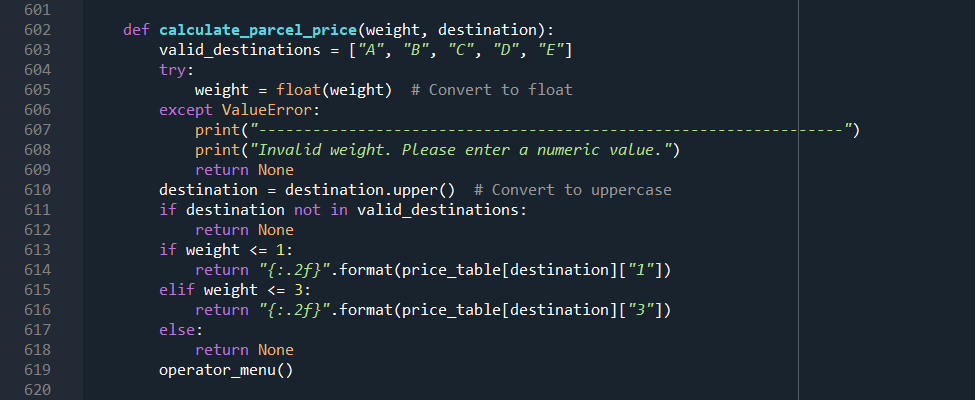 601
602 def calculate_parcel_price(weight, destination):
603 valid_destinations = ["A", "B", "C", "D", "E"]
604 try:
605 weight = float(weight)  # Convert to float
606 except ValueError:
607 print("-----------------------------------------------------------------")
608 print("Invalid weight. Please enter a numeric value.")
609 return None
610 destination = destination.upper()  # Convert to uppercase
611 if destination not in valid_destinations:
612 return None
613 if weight <= 1:
614 return "{:.2f}".format(price_table[destination]["1"])
615 elif weight <= 3:
616 return "{:.2f}".format(price_table[destination]["3"])
617 else:
618 return None
619 operator_menu()
620